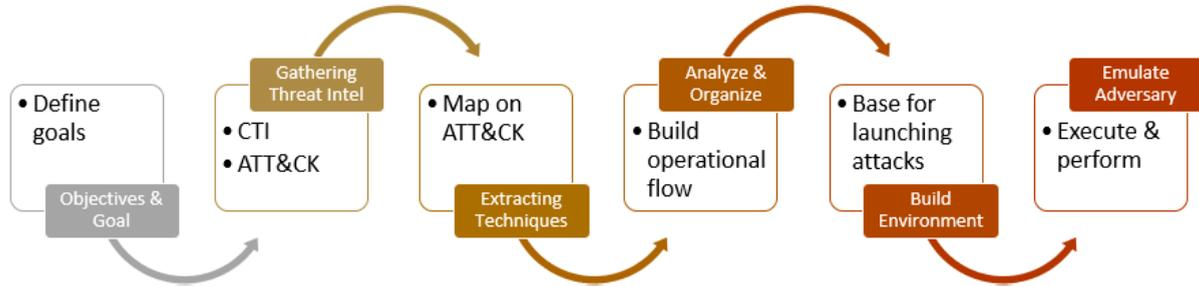 • Define
goals
Objectives &
Goal
Gathering
Threat Intel
• CTI
• ATT&CK
• Map on
ATT&CK
Extracting
Techniques
Analyze &
Organize
• Build
operational
flow
• Base for
launching
attacks
Build
Environment
Emulate
Adversary
• Execute &
perform